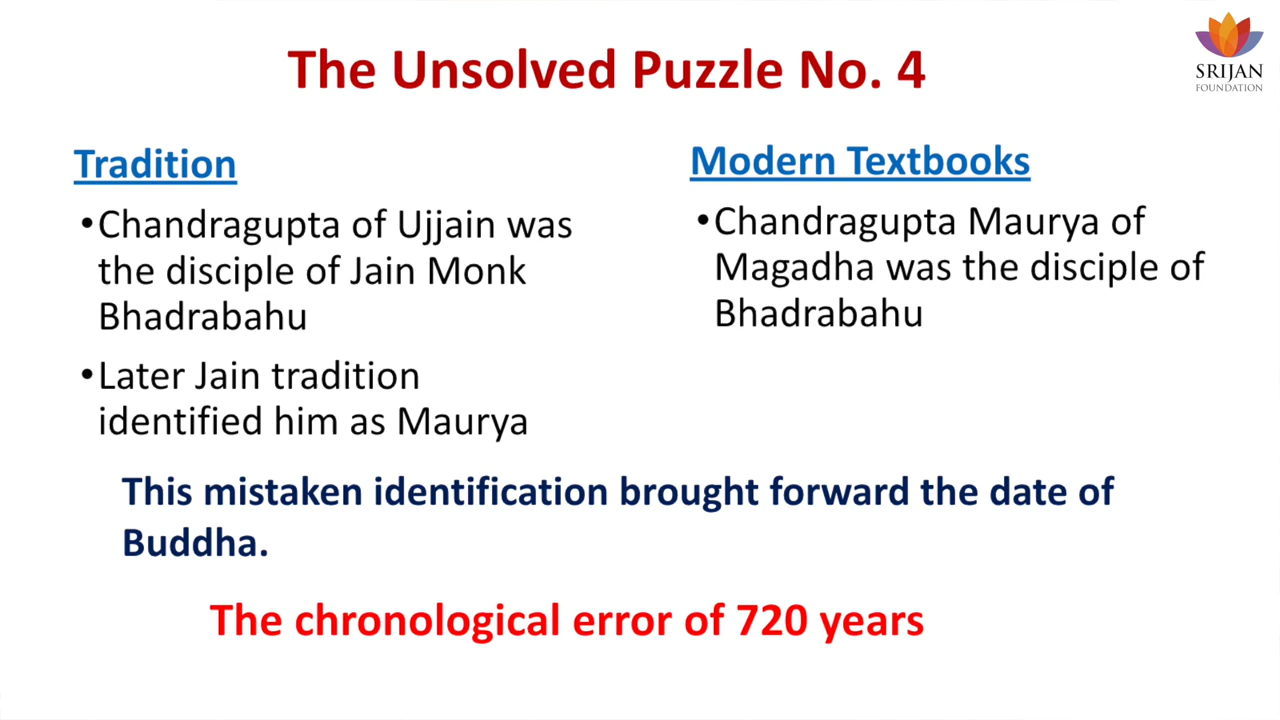 The Unsolved Puzzle No. 4
SRIJAN
FOUNDATION
Tradition
•Chandragupta of Ujjain was
the disciple of Jain Monk
Bhadrabahu
•Later Jain tradition
identified him as Maurya
Modern Textbooks
•Chandragupta Maurya of
Magadha was the disciple of
Bhadrabahu
This mistaken identification brought forward the date of
Buddha.
The chronological error of 720 years